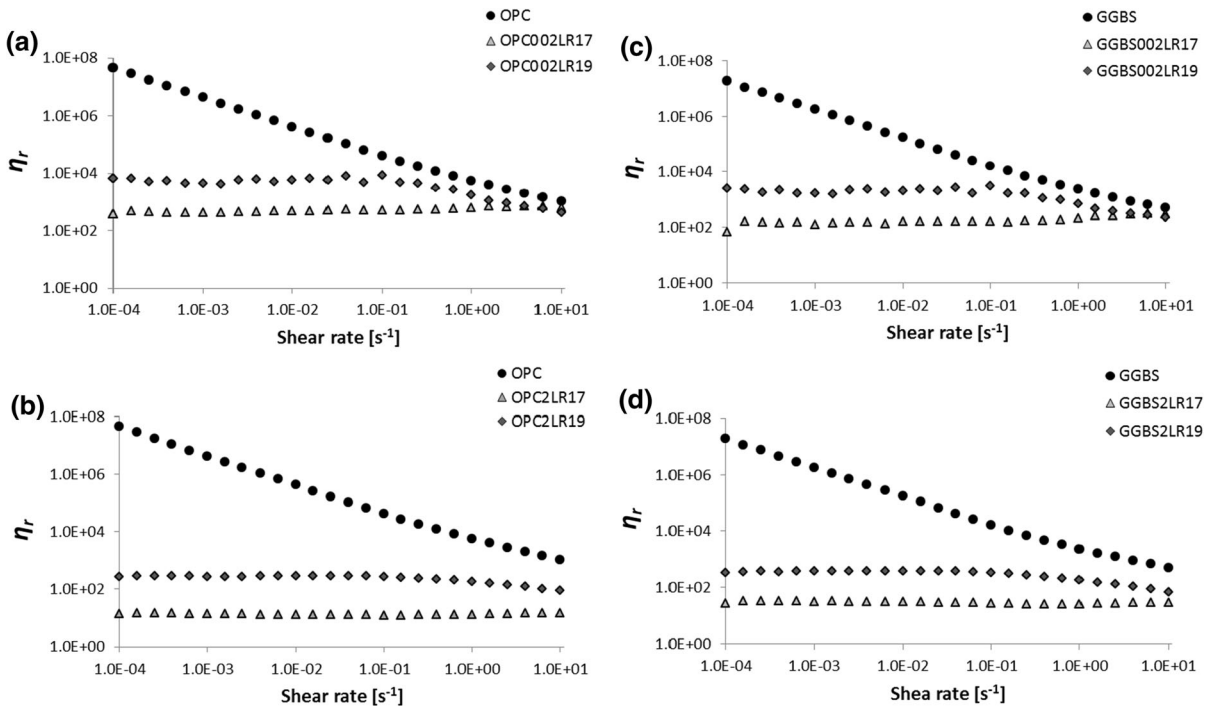 (a)
OPC
OPC002LR17
OPC002LR19
1.0E+08
1.0E+06
1.0E+04
1.0E+02
1.0E+00
ηr
1.0E-04 1.0E-03 1.0E-02 1.0E-01 1.0E+00 1.0E+01
Shear rate [s-1]
(c)
GGBS
GGBS002LR17
GGBS002LR19
1.0E+08
1.0E+06
1.0E+04
1.0E+02
1.0E+00
ηr
1.0E-04 1.0E-03 1.0E-02 1.0E-01 1.0E+00 1.0E+01
Shear rate [s-1]
(b)
OPC
OPC2LR17
OPC2LR19
1.0E+08
1.0E+06
1.0E+04
1.0E+02
1.0E+00
ηr
1.0E-04 1.0E-03 1.0E-02 1.0E-01 1.0E+00 1.0E+01
Shear rate [s-1]
(d)
GGBS
GGBS2LR17
GGBS2LR19
1.0E+08
1.0E+06
1.0E+04
1.0E+02
1.0E+00
ηr
1.0E-04 1.0E-03 1.0E-02 1.0E-01 1.0E+00 1.0E+01
Shea rate [s-1]